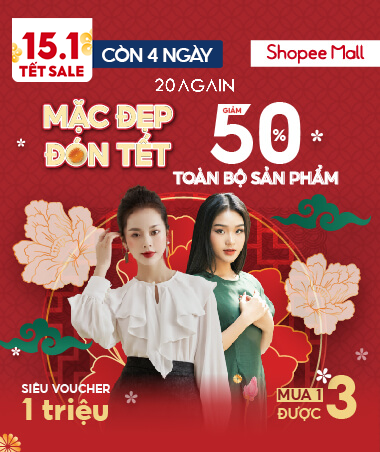 15.1
TẾT SALE
CÒN 4 NGÀY
Shopee Mall
20AGAIN
MẶC ĐẸP
ĐÓN TẾT
GIẢM
50%
TOÀN BỘ SẢN PHẨM
SIÊU VOUCHER
1 triệu
MUA 1
ĐƯỢC
3